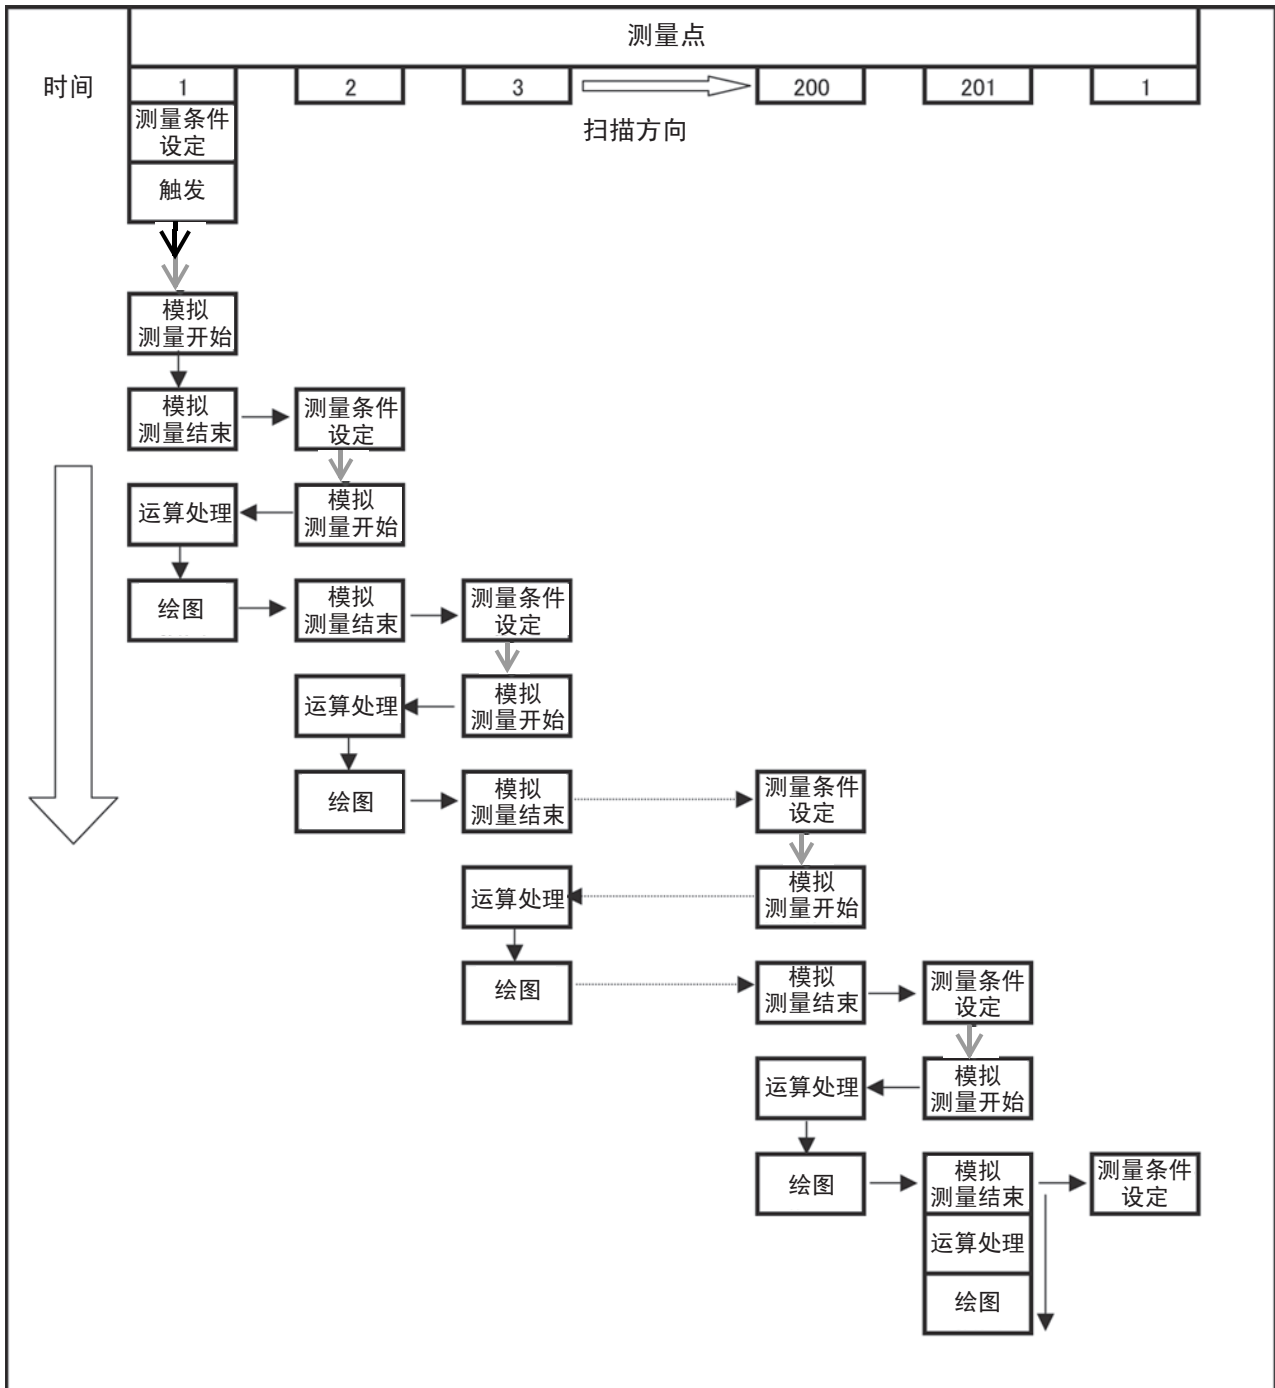 测量点
时间
1
2
3
200
201
1
扫描方向
测量条件
设定
触发
模拟
测量开始
模拟
测量结束
测量条件
设定
运算处理
模拟
测量开始
绘图
模拟
测量结束
测量条件
设定
运算处理
模拟
测量开始
绘图
模拟
测量结束
测量条件
设定
运算处理
模拟
测量开始
绘图
模拟
测量结束
测量条件
设定
运算处理
模拟
测量开始
绘图
模拟
测量结束
测量条件
设定
运算处理
绘图